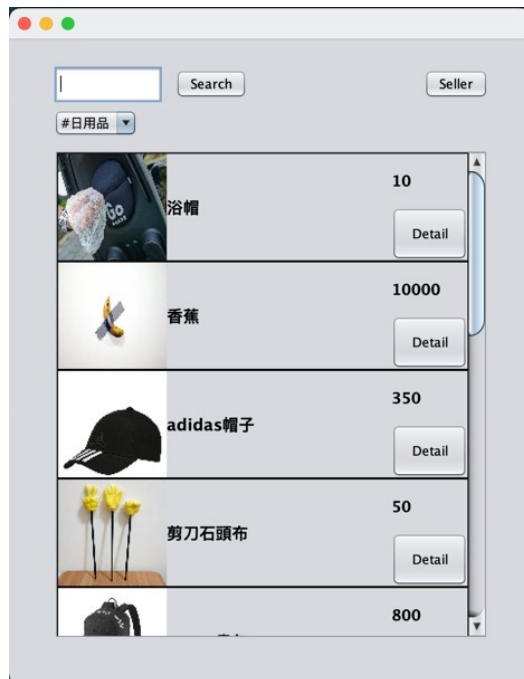 Search
Seller
#日用品
10
浴帽
Go
Detail
10000
香蕉
Detail
350
adidas帽子
Detail
50
剪刀石頭布
Detail
800